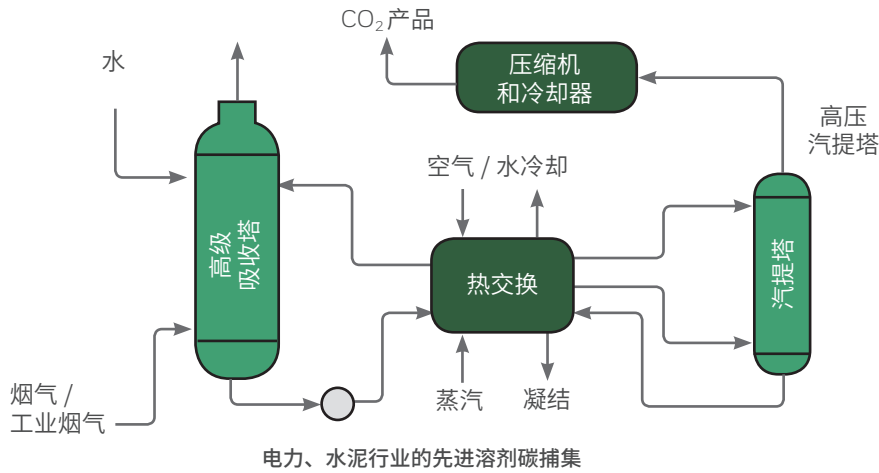 CO₂产品
水
压缩机
和冷却器
高压
汽提塔
空气 / 水冷却
高级
吸收塔
热交换
汽提塔
烟气 /
工业烟气
蒸汽
凝结
电力、水泥行业的先进溶剂碳捕集